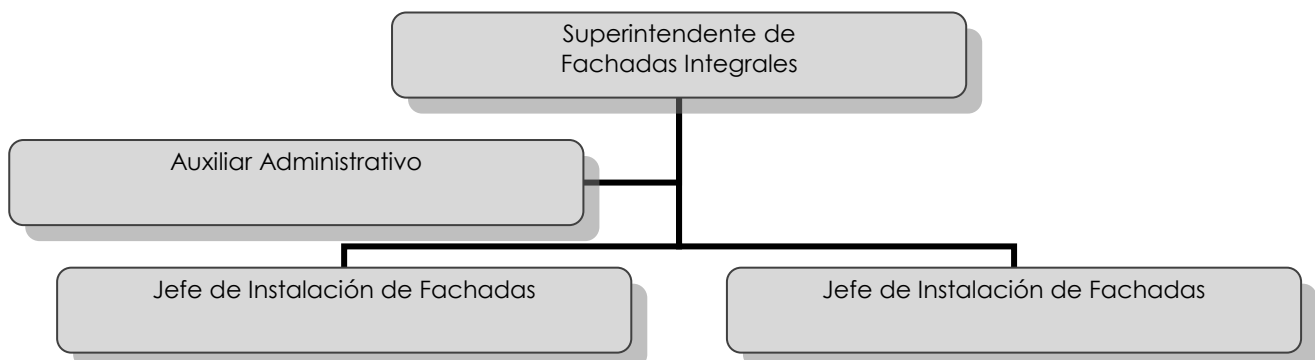 Superintendente de
Fachadas Integrales
Auxiliar Administrativo
Jefe de Instalación de Fachadas
Jefe de Instalación de Fachadas